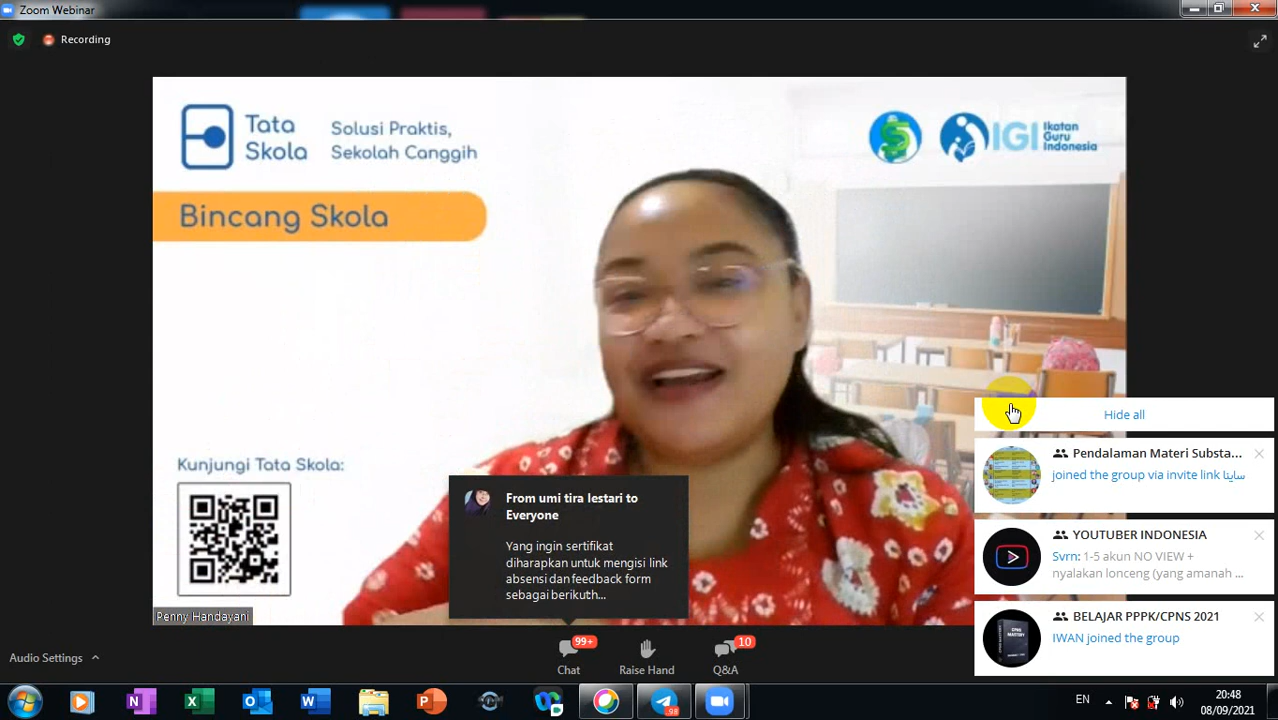 Zoom Webinar
Recording
Tata
Skola
Solusi Praktis,
Sekolah Canggih
IGI
Ikatan
Guru
Indonesia
Bincang Skola
Kunjungi Tata Skola:
Penny Handayani
From umi tira lestari to
Everyone
Yang ingin sertifikat
diharapkan untuk mengisi link
absensi dan feedback form
sebagai berikuth...
Hide all
Pendalaman Materi Substa...
joined the group via invite link ساينا
YOUTUBER INDONESIA
Svrn: 1-5 akun NO VIEW +
nyalakan lonceng (yang amanah ...
BELAJAR PPPK/CPNS 2021
CPNS
MASTERY
IWAN joined the group
Audio Settings
99+
Chat
Raise Hand
10
Q&A
98
EN
20:48
08/09/2021